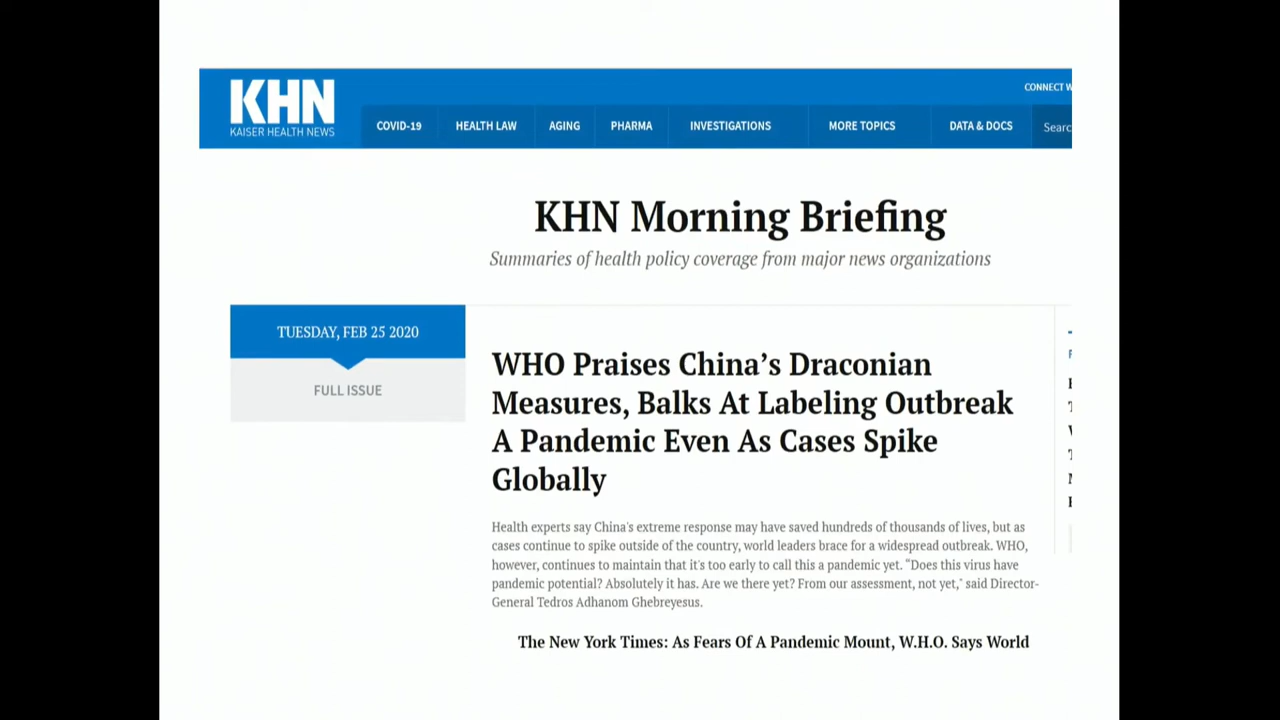 KHN
KAISER HEALTH NEWS
CONNECT W
COVID-19
HEALTH LAW
AGING
PHARMA
INVESTIGATIONS
MORE TOPICS
DATA & DOCS
Searc
KHN Morning Briefing
Summaries of health policy coverage from major news organizations
TUESDAY, FEB 25 2020
FULL ISSUE
WHO Praises China's Draconian
Measures, Balks At Labeling Outbreak
A Pandemic Even As Cases Spike
Globally
Health experts say China's extreme response may have saved hundreds of thousands of lives, but as
cases continue to spike outside of the country, world leaders brace for a widespread outbreak. WHO,
however, continues to maintain that it's too early to call this a pandemic yet. "Does this virus have
pandemic potential? Absolutely it has. Are we there yet? From our assessment, not yet," said Director-
General Tedros Adhanom Ghebreyesus.
The New York Times: As Fears Of A Pandemic Mount, W.H.O. Says World